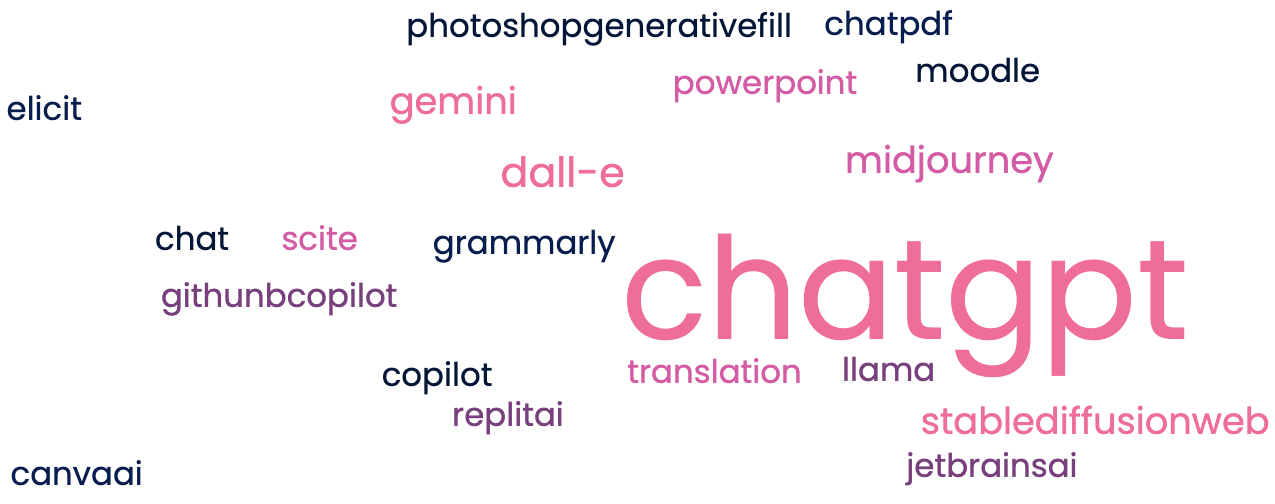 photoshopgenerativefill
chatpdf
powerpoint
moodle
elicit
gemini
dall-e
midjourney
chat
scite
grammarly
chatgpt
githunbcopilot
copilot
translation
llama
replitai
stablediffusionweb
jetbrainsai
canvaai